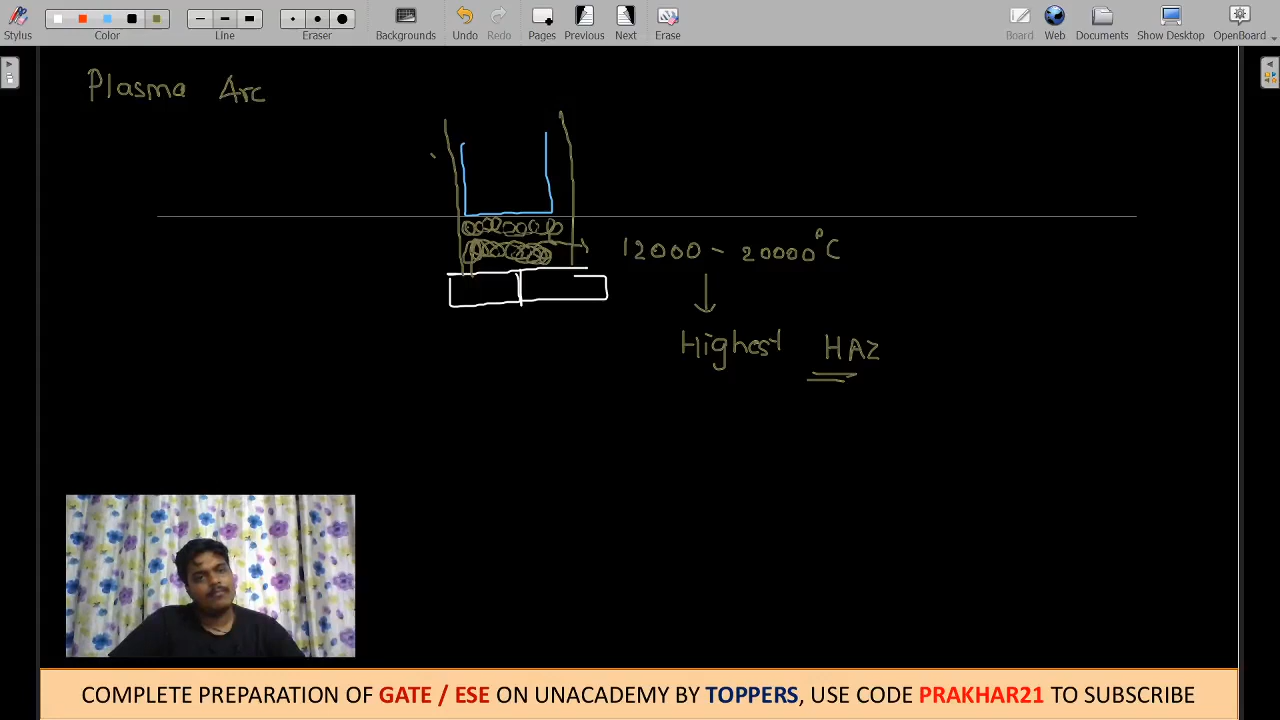 Stylus
Color
Line
Eraser
Backgrounds
Undo
Redo
Pages
Previous
Next
Erase
Board
Web
Documents
Show Desktop
OpenBoard
Plasma Arc
12000 - 20000°C
Highest HAZ
COMPLETE PREPARATION OF GATE / ESE ON UNACADEMY BY TOPPERS, USE CODE PRAKHAR21 TO SUBSCRIBE